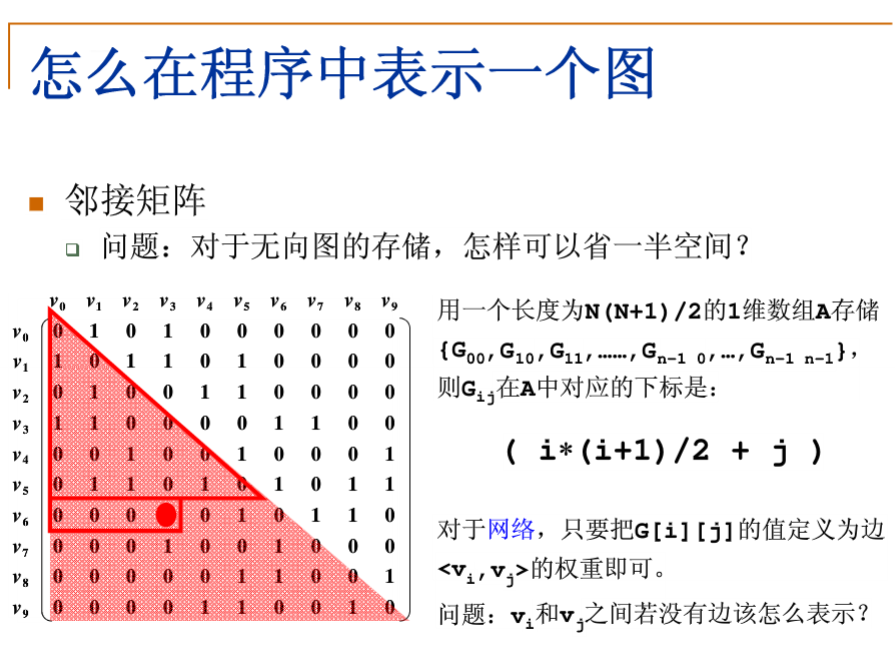 怎么在程序中表示一个图
邻接矩阵
问题：对于无向图的存储，怎样可以省一半空间？
v0 v1 v2 v3 v4 v5 v6 v7 v8 v9
v0 0 1 0 1 0 0 0 0 0 0
v1 1 0 1 1 0 1 0 0 0 0
v2 0 1 0 0 1 1 0 0 0 0
v3 1 1 0 0 0 0 1 1 0 0
v4 0 0 1 0 0 1 0 0 0 1
v5 0 1 1 0 1 0 1 0 1 1
v6 0 0 0 0 1 0 1 1 0
v7 0 0 0 1 0 0 1 0 0 0
v8 0 0 0 0 0 1 1 0 0 1
v9 0 0 0 0 1 1 0 0 1 0
用一个长度为N(N+1)/2的1维数组A存储
{G00,G10,G11,……,Gn-1 0,…,Gn-1 n-1}，
则Gij在A中对应的下标是：
( i*(i+1)/2 + j )
对于网络，只要把G[i][j]的值定义为边
<vi,vj>的权重即可。
问题：vi和vj之间若没有边该怎么表示？